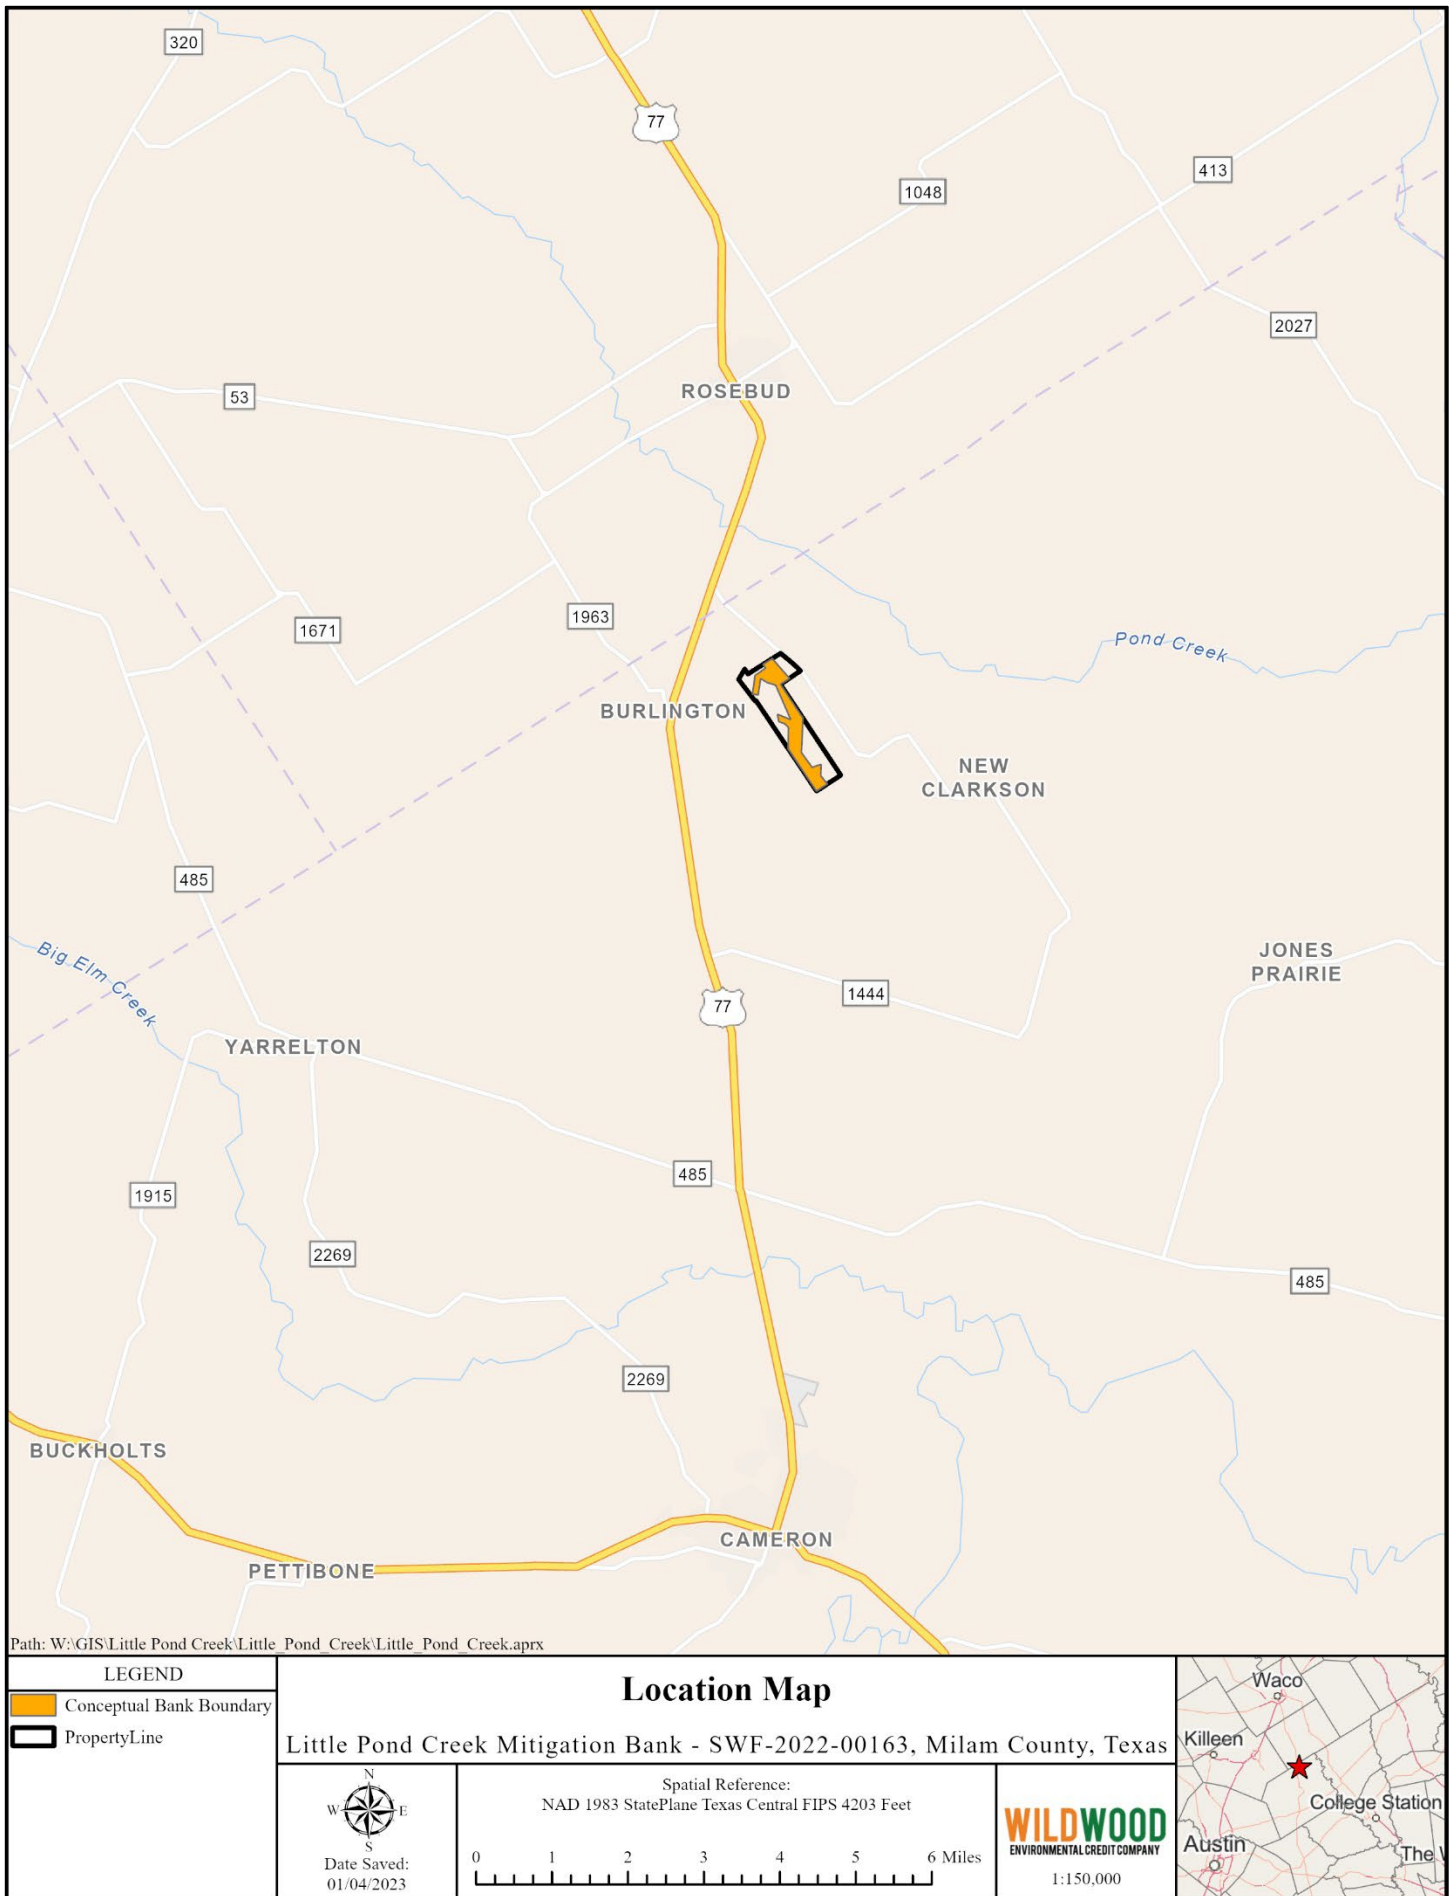 320
77
413
1048
2027
53
ROSEBUD
1963
1671
Pond Creek
BURLINGTON
NEW
CLARKSON
485
Big Elm Creek
JONES
PRAIRIE
1444
77
YARRELTON
485
1915
2269
485
2269
BUCKHOLTS
CAMERON
PETTIBONE
Path: W:\GIS\Little Pond Creek\Little_Pond_Creek\Little_Pond_Creek.aprx
LEGEND
Conceptual Bank Boundary
PropertyLine
Location Map
Little Pond Creek Mitigation Bank - SWF-2022-00163, Milam County, Texas
N
W E
S
Date Saved:
01/04/2023
Spatial Reference:
NAD 1983 StatePlane Texas Central FIPS 4203 Feet
0 1 2 3 4 5 6 Miles
WILDWOOD
ENVIRONMENTAL CREDIT COMPANY
1:150,000
Waco
Killeen
College Station
Austin
The